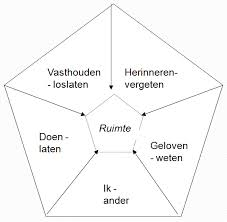 Vasthouden
- loslaten
Herinneren-
vergeten
Ruimte
Doen -
laten
Geloven
- weten
Ik -
ander